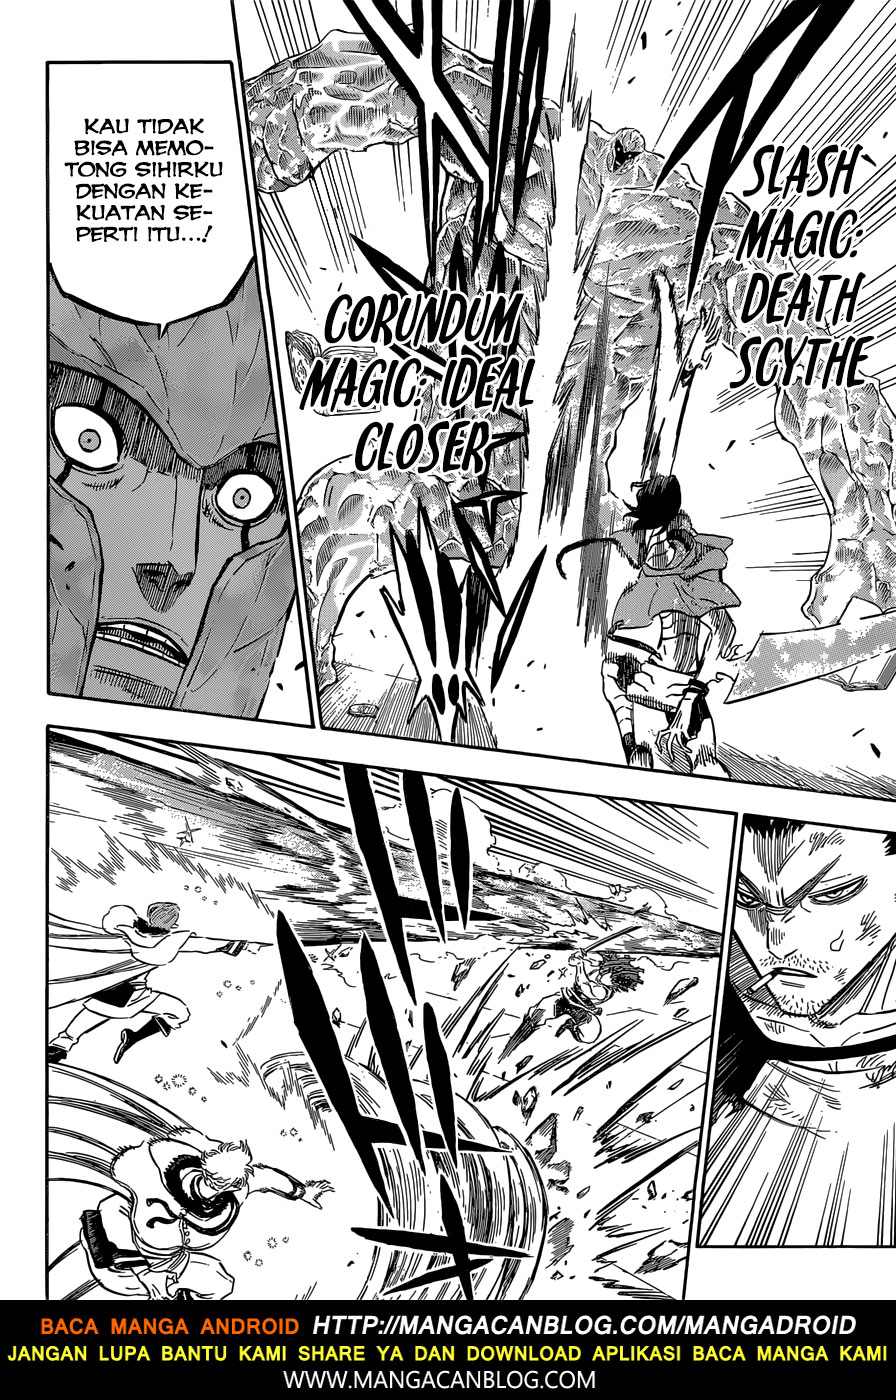 SLASH
MAGIC:
DEATH
SCYTHE
CORUNDUM
MAGIC: IDEAL
CLOSER
KAU TIDAK
BISA MEMO-
TONG SIHIRKU
DENGAN KE-
KUATAN SE-
PERTI ITU...!
BACA MANGA ANDROID HTTP://MANGACANBLOG.COM/MANGADROID
JANGAN LUPA BANTU KAMI SHARE YA DAN DOWNLOAD APLIKASI BACA MANGA KAMI
WWW.MANGACANBLOG.COM